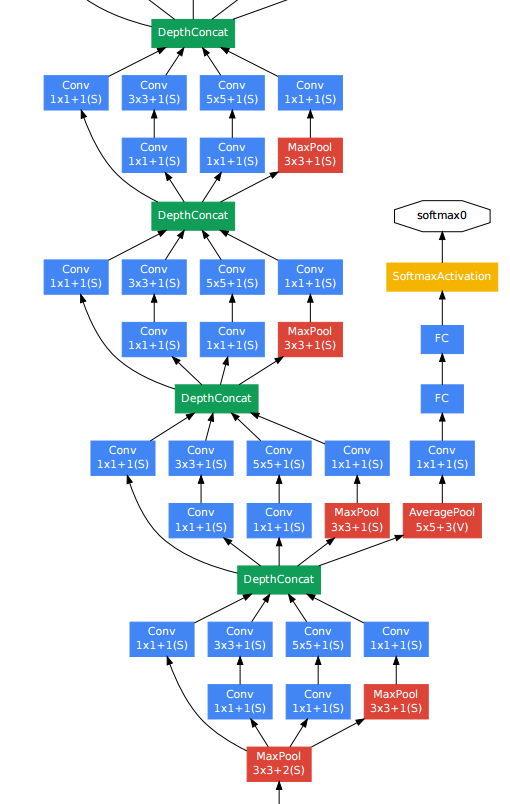 DepthConcat
Conv Conv Conv Conv
1x1+1(S) 3x3+1(S) 5x5+1(S) 1x1+1(S)
Conv Conv MaxPool
1x1+1(S) 1x1+1(S) 3x3+1(S)
DepthConcat softmax0
Conv Conv Conv Conv SoftmaxActivation
1x1+1(S) 3x3+1(S) 5x5+1(S) 1x1+1(S)
Conv Conv MaxPool FC
1x1+1(S) 1x1+1(S) 3x3+1(S)
DepthConcat FC
Conv Conv Conv Conv Conv
1x1+1(S) 3x3+1(S) 5x5+1(S) 1x1+1(S) 1x1+1(S)
Conv Conv MaxPool AveragePool
1x1+1(S) 1x1+1(S) 3x3+1(S) 5x5+3(V)
DepthConcat
Conv Conv Conv Conv
1x1+1(S) 3x3+1(S) 5x5+1(S) 1x1+1(S)
Conv Conv MaxPool
1x1+1(S) 1x1+1(S) 3x3+1(S)
MaxPool
3x3+2(S)